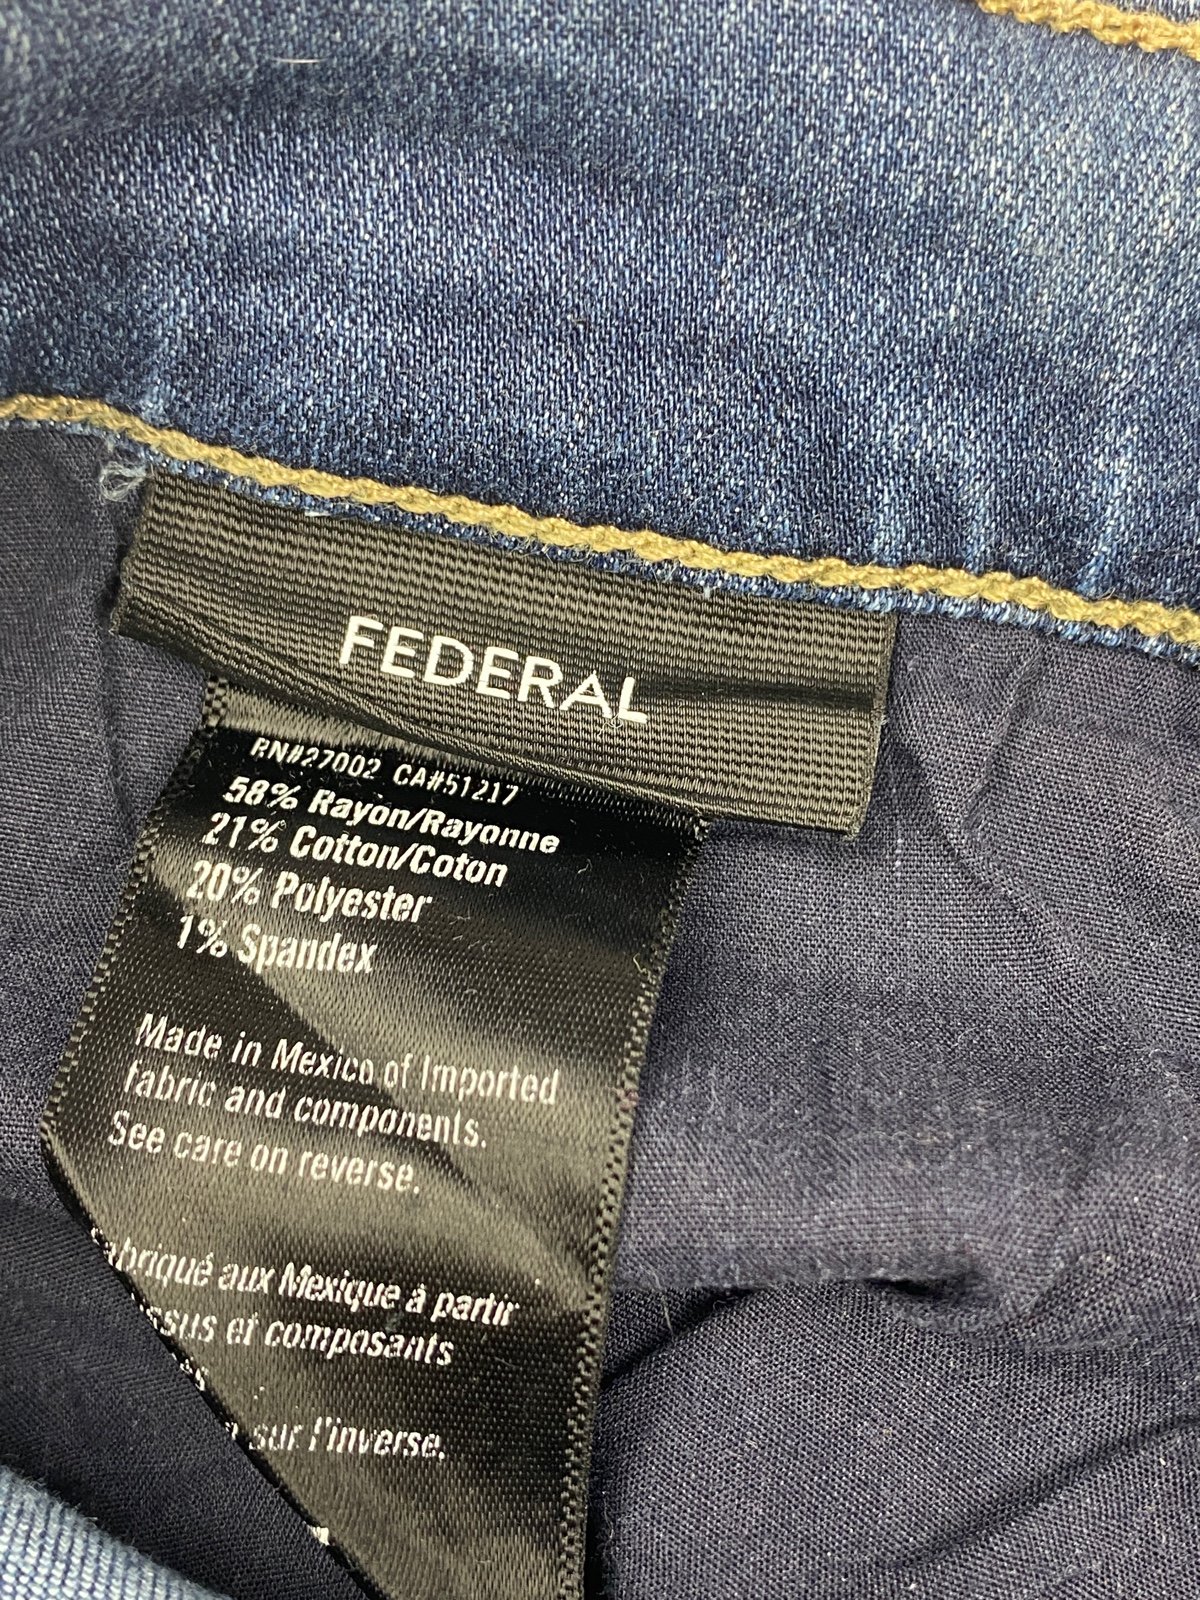 FEDERAL
RN#27002 CA#51217
58% Rayon/Rayonne
21% Cotton/Coton
20% Polyester
1% Spandex
Made in Mexico of Imported
fabric and components.
See care on reverse.
aux Mexique à partir
et composants
sur l'inverse.